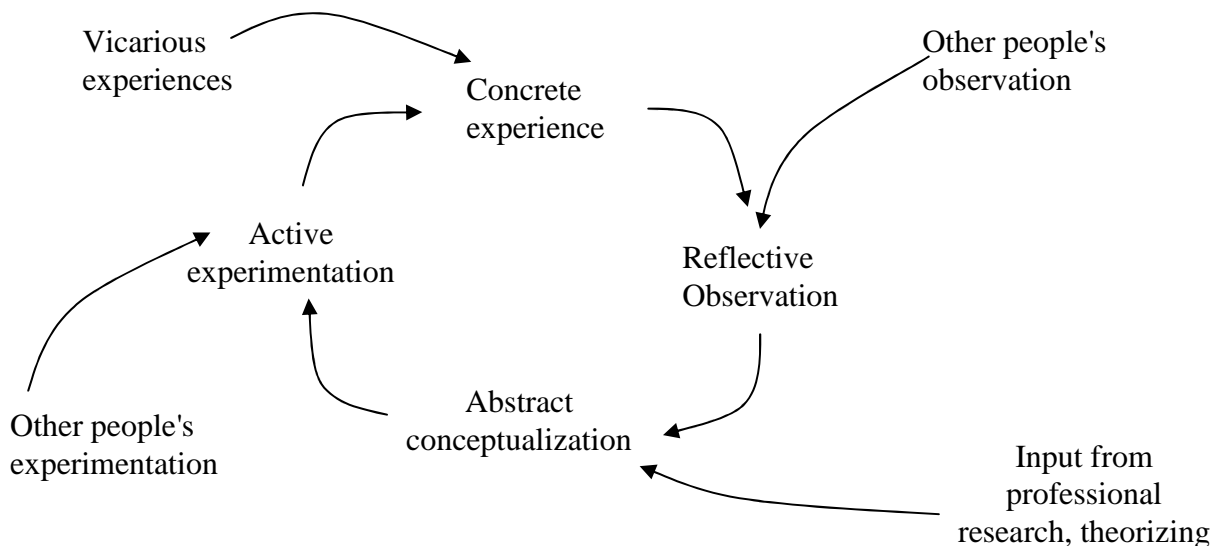 Vicarious
experiences
Other people's
observation
Concrete
experience
Active
experimentation
Reflective
Observation
Abstract
conceptualization
Other people's
experimentation
Input from
professional
research, theorizing